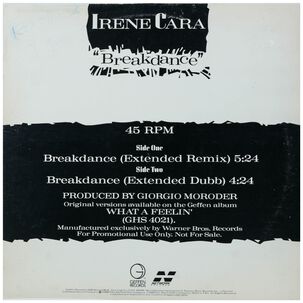 IRENE CARA
"Breakdance"
45 RPM
Side One
Breakdance (Extended Remix) 5:24
Side Two
Breakdance (Extended Dubb) 4:24
PRODUCED BY GIORGIO MORODER
Original versions available on the Geffen album
WHAT A FEELIN'
(GHS 4021).
Manufactured exclusively by Warner Bros. Records
For Promotional Use Only. Not For Sale.
GEFFEN
NETWORK